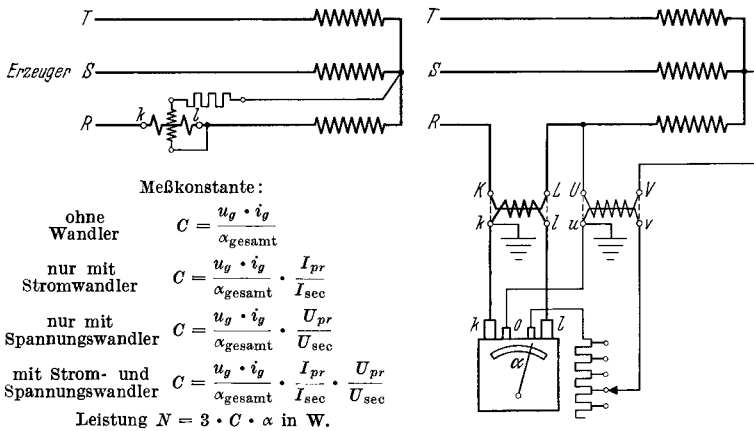 T
Erzeuger S
R k l
T
S
R
K L U V
k l u v
k 0 l
α
Meßkonstante:
ohne Wandler C = u_g • i_g / α_gesamt
nur mit Stromwandler C = u_g • i_g / α_gesamt • I_pr / I_sec
nur mit Spannungswandler C = u_g • i_g / α_gesamt • U_pr / U_sec
mit Strom- und Spannungswandler C = u_g • i_g / α_gesamt • I_pr / I_sec • U_pr / U_sec
Leistung N = 3 • C • α in W.